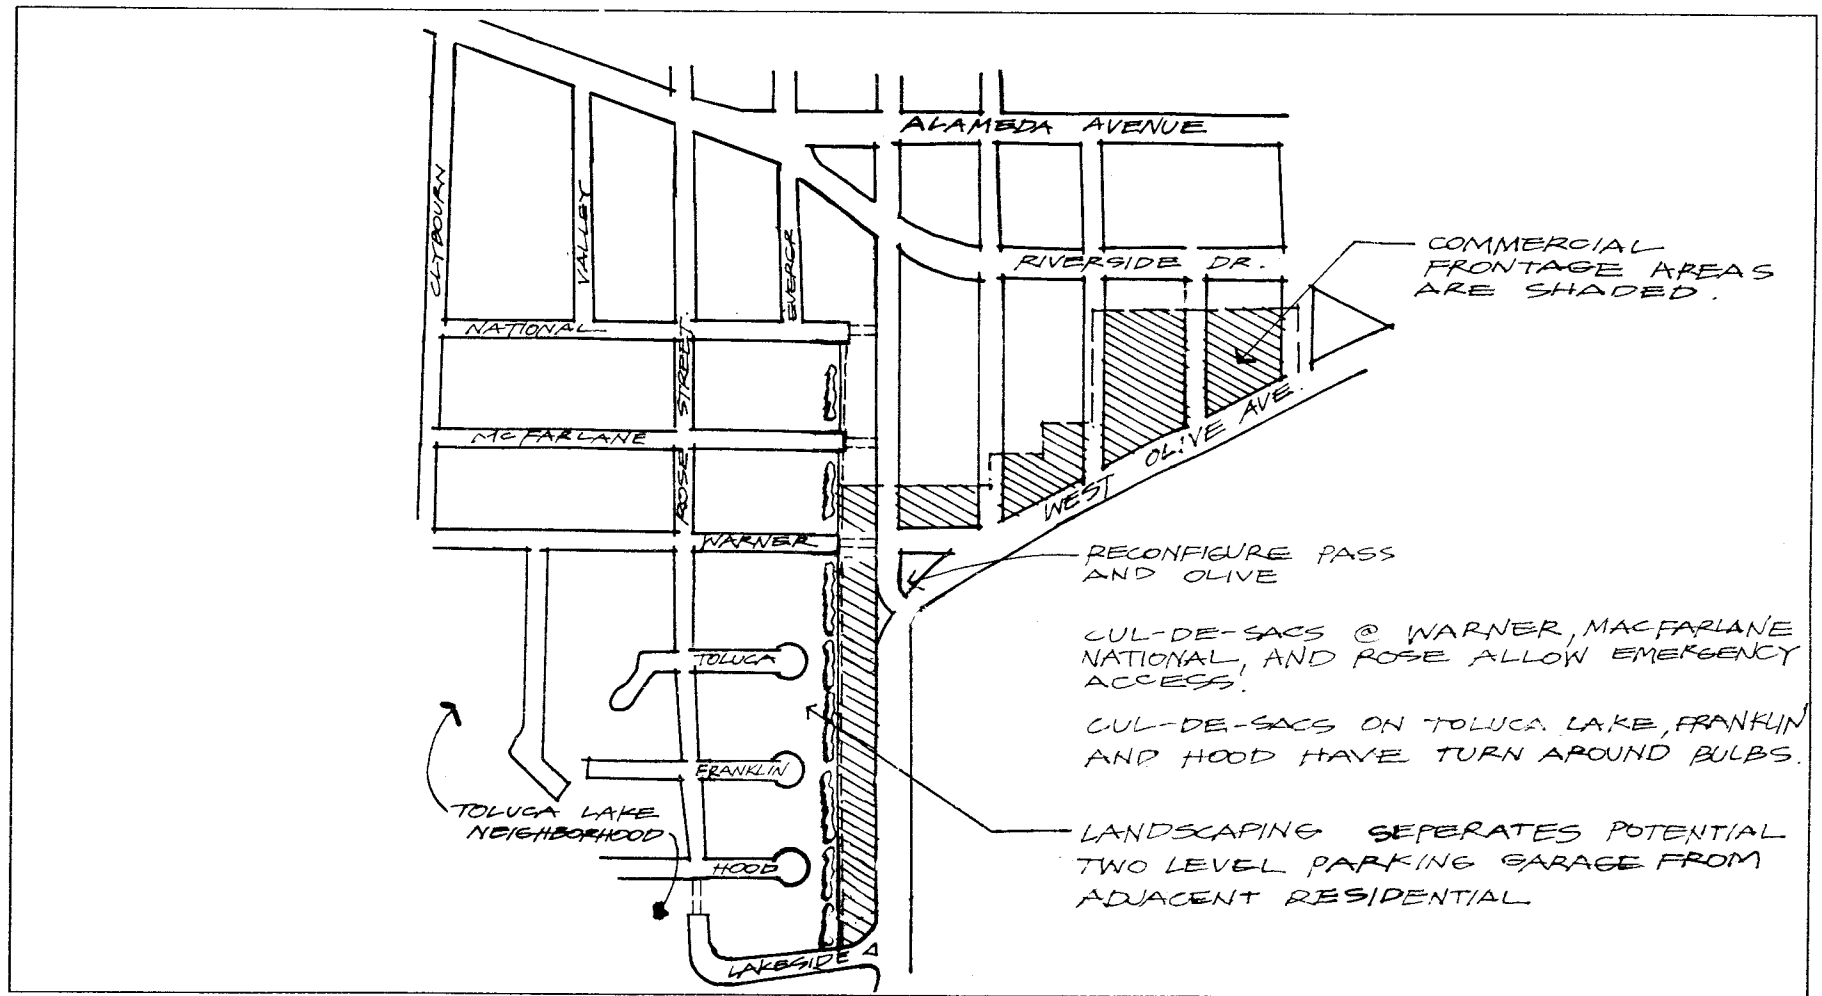 ALAMEDA AVENUE
CLYBOURN
VALLEY
EVERGR
RIVERSIDE DR.
COMMERCIAL
FRONTAGE AREAS
ARE SHADED.
NATIONAL
ROSE STREET
MCFARLANE
WEST OLIVE AVE.
WARNER
RECONFIGURE PASS
AND OLIVE
CUL-DE-SACS @ WARNER, MACFARLANE
NATIONAL, AND ROSE ALLOW EMERGENCY
ACCESS.
TOLUCA
CUL-DE-SACS ON TOLUCA LAKE, FRANKLIN
AND HOOD HAVE TURN AROUND BULBS.
FRANKLIN
TOLUCA LAKE
NEIGHBORHOOD
LANDSCAPING SEPERATES POTENTIAL
TWO LEVEL PARKING GARAGE FROM
ADJACENT RESIDENTIAL
HOOD
LAKESIDE